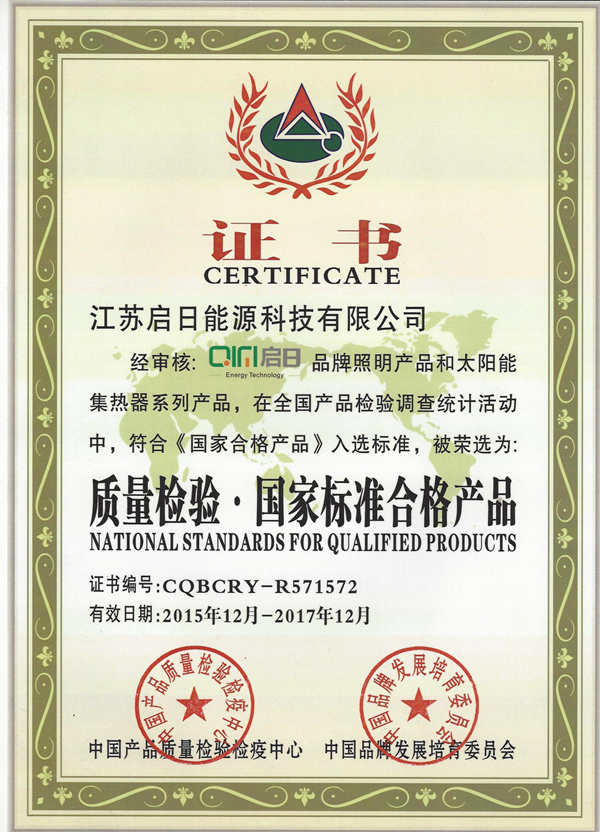 证 书
CERTIFICATE
江苏启日能源科技有限公司
经审核: QIRI 启日 品牌照明产品和太阳能
Energy Technology
集热器系列产品，在全国产品检验调查统计活动
中，符合《国家合格产品》入选标准，被荣选为:
质量检验·国家标准合格产品
NATIONAL STANDARDS FOR QUALIFIED PRODUCTS
证书编号:CQBCRY-R571572
有效日期:2015年12月-2017年12月
中国产品质量检验检疫中心
中国品牌发展培育委员会
中国产品质量检验检疫中心 中国品牌发展培育委员会